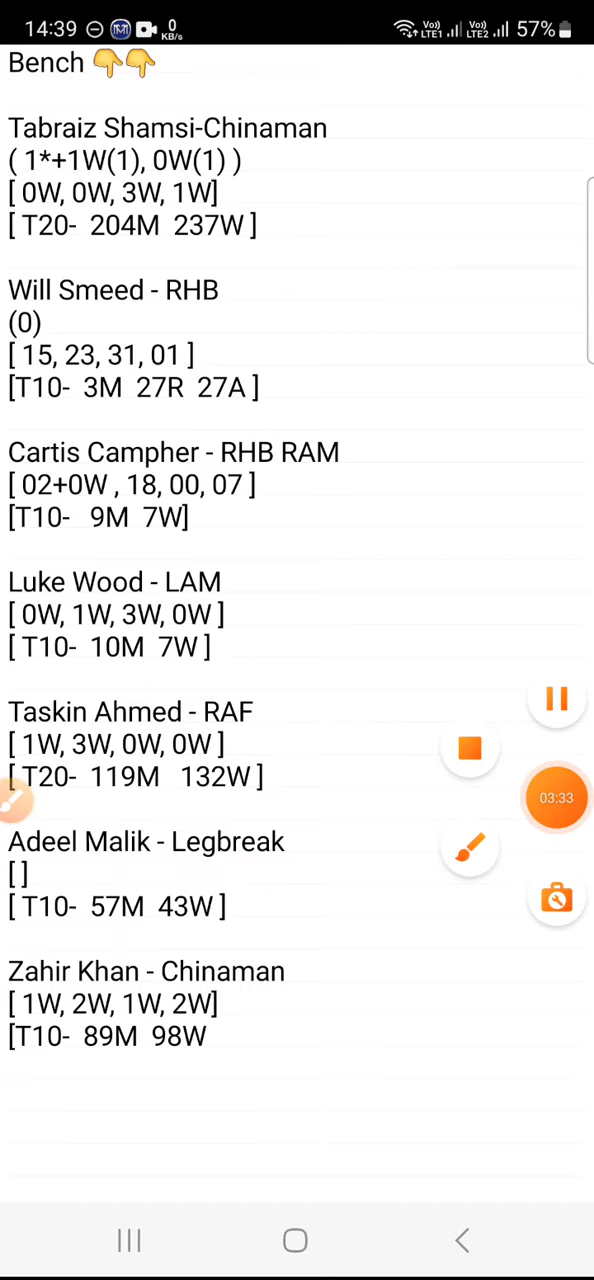 14:39 0 KB/s Vo) LTE1 Vo) LTE2 57%
Bench 👇👇
Tabraiz Shamsi-Chinaman
( 1*+1W(1), 0W(1) )
[ 0W, 0W, 3W, 1W]
[ T20-  204M  237W ]
Will Smeed - RHB
(0)
[ 15, 23, 31, 01 ]
[T10-  3M  27R  27A ]
Cartis Campher - RHB RAM
[ 02+0W , 18, 00, 07 ]
[T10-   9M  7W]
Luke Wood - LAM
[ 0W, 1W, 3W, 0W ]
[ T10-  10M  7W ]
Taskin Ahmed - RAF
[ 1W, 3W, 0W, 0W ]
[ T20-  119M   132W ]
03:33
Adeel Malik - Legbreak
[ ]
[ T10-  57M  43W ]
Zahir Khan - Chinaman
[ 1W, 2W, 1W, 2W]
[T10-  89M  98W